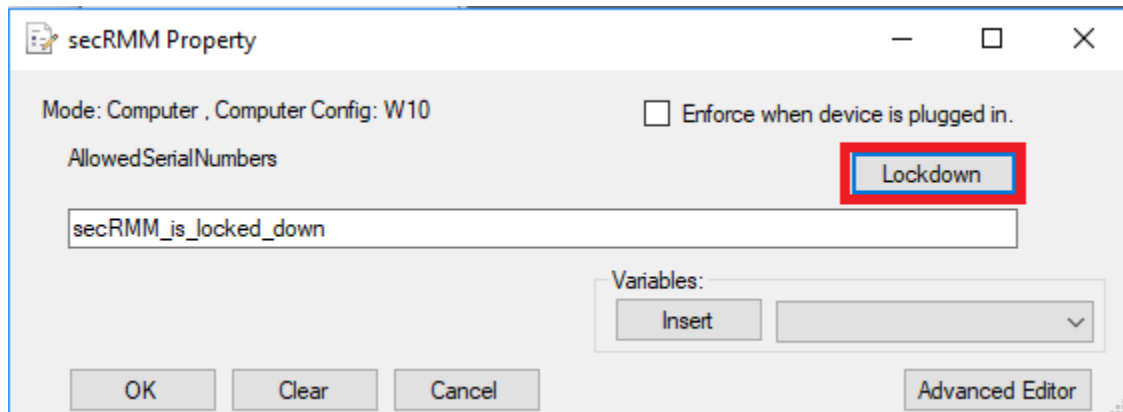 secRMM Property
Mode: Computer , Computer Config: W10
Enforce when device is plugged in.
AllowedSerialNumbers
Lockdown
secRMM_is_locked_down
Variables:
Insert
OK
Clear
Cancel
Advanced Editor